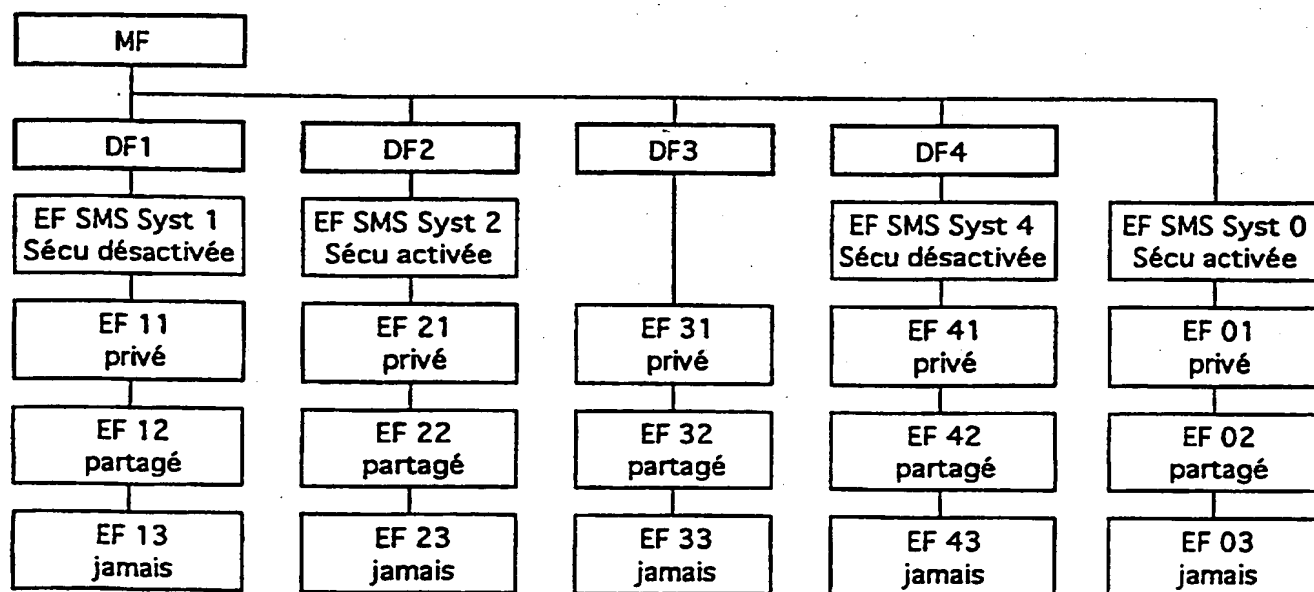 MF
DF1
DF2
DF3
DF4
EF SMS Syst 1
Sécu désactivée
EF SMS Syst 2
Sécu activée
EF SMS Syst 4
Sécu désactivée
EF SMS Syst 0
Sécu activée
EF 11
privé
EF 21
privé
EF 31
privé
EF 41
privé
EF 01
privé
EF 12
partagé
EF 22
partagé
EF 32
partagé
EF 42
partagé
EF 02
partagé
EF 13
jamais
EF 23
jamais
EF 33
jamais
EF 43
jamais
EF 03
jamais